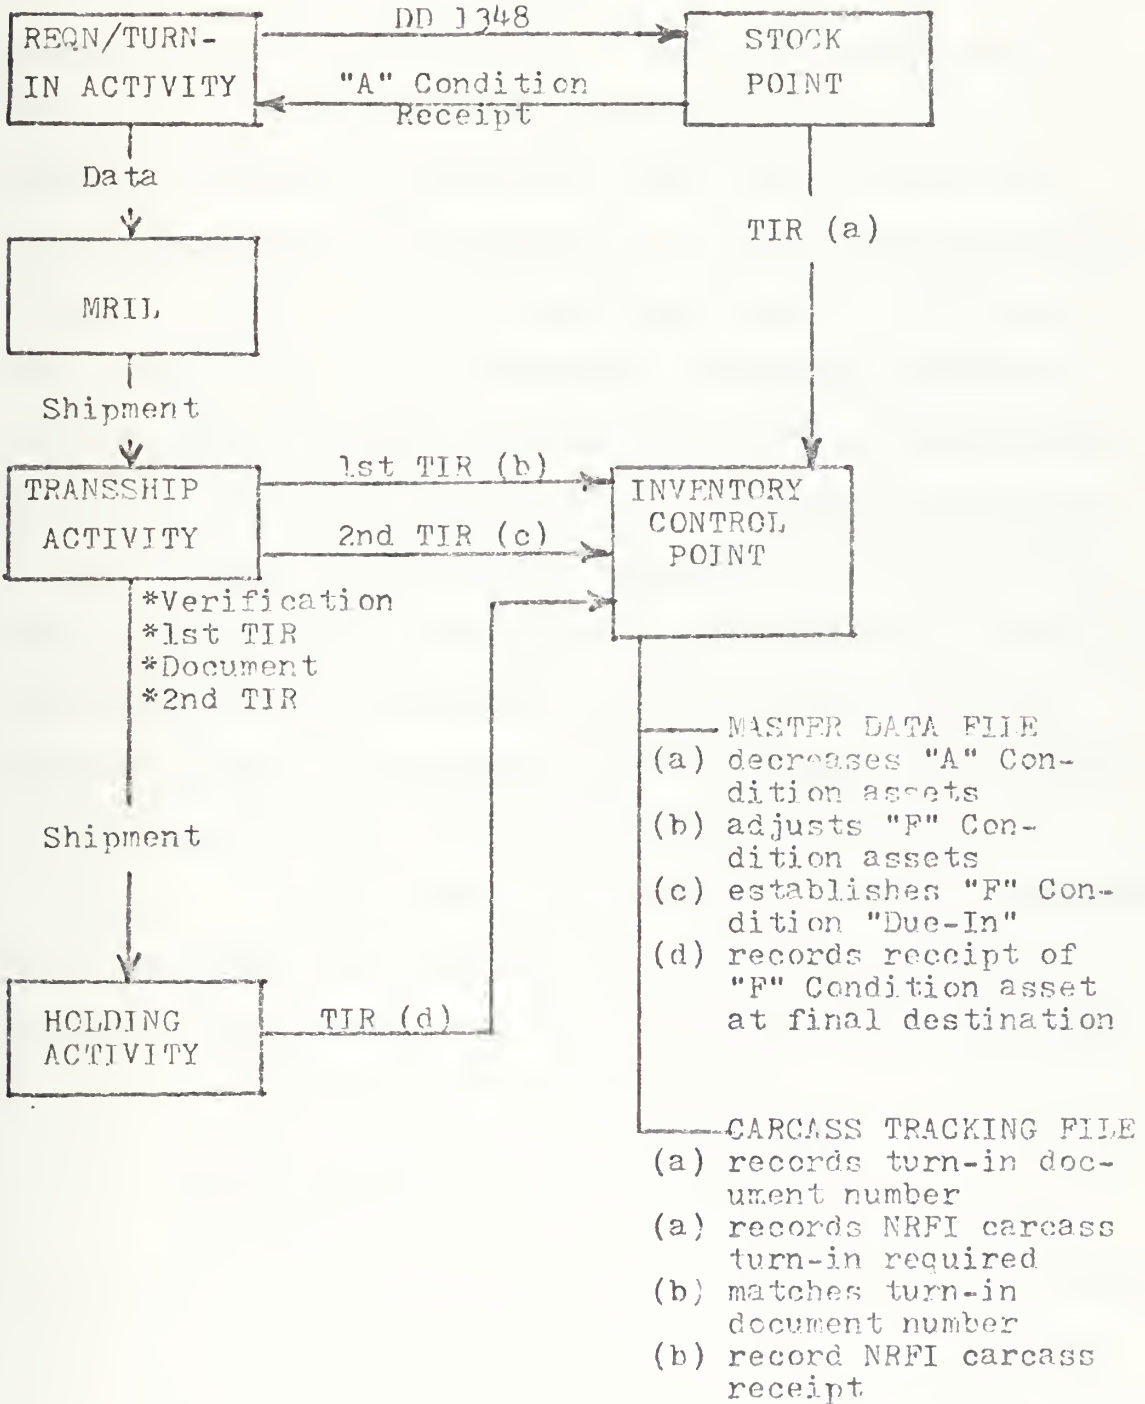 DD 1348
REQN/TURN-
IN ACTIVITY
STOCK
POINT
"A" Condition
Receipt
Data
TIR (a)
MRIL
Shipment
TRANSSHIP
ACTIVITY
1st TIR (b)
2nd TIR (c)
INVENTORY
CONTROL
POINT
*Verification
*1st TIR
*Document
*2nd TIR
Shipment
HOLDING
ACTIVITY
TIR (d)
MASTER DATA FILE
(a) decreases "A" Con-
dition assets
(b) adjusts "F" Con-
dition assets
(c) establishes "F" Con-
dition "Due-In"
(d) records receipt of
"F" Condition asset
at final destination
CARCASS TRACKING FILE
(a) records turn-in doc-
ument number
(a) records NRFI carcass
turn-in required
(b) matches turn-in
document number
(b) record NRFI carcass
receipt